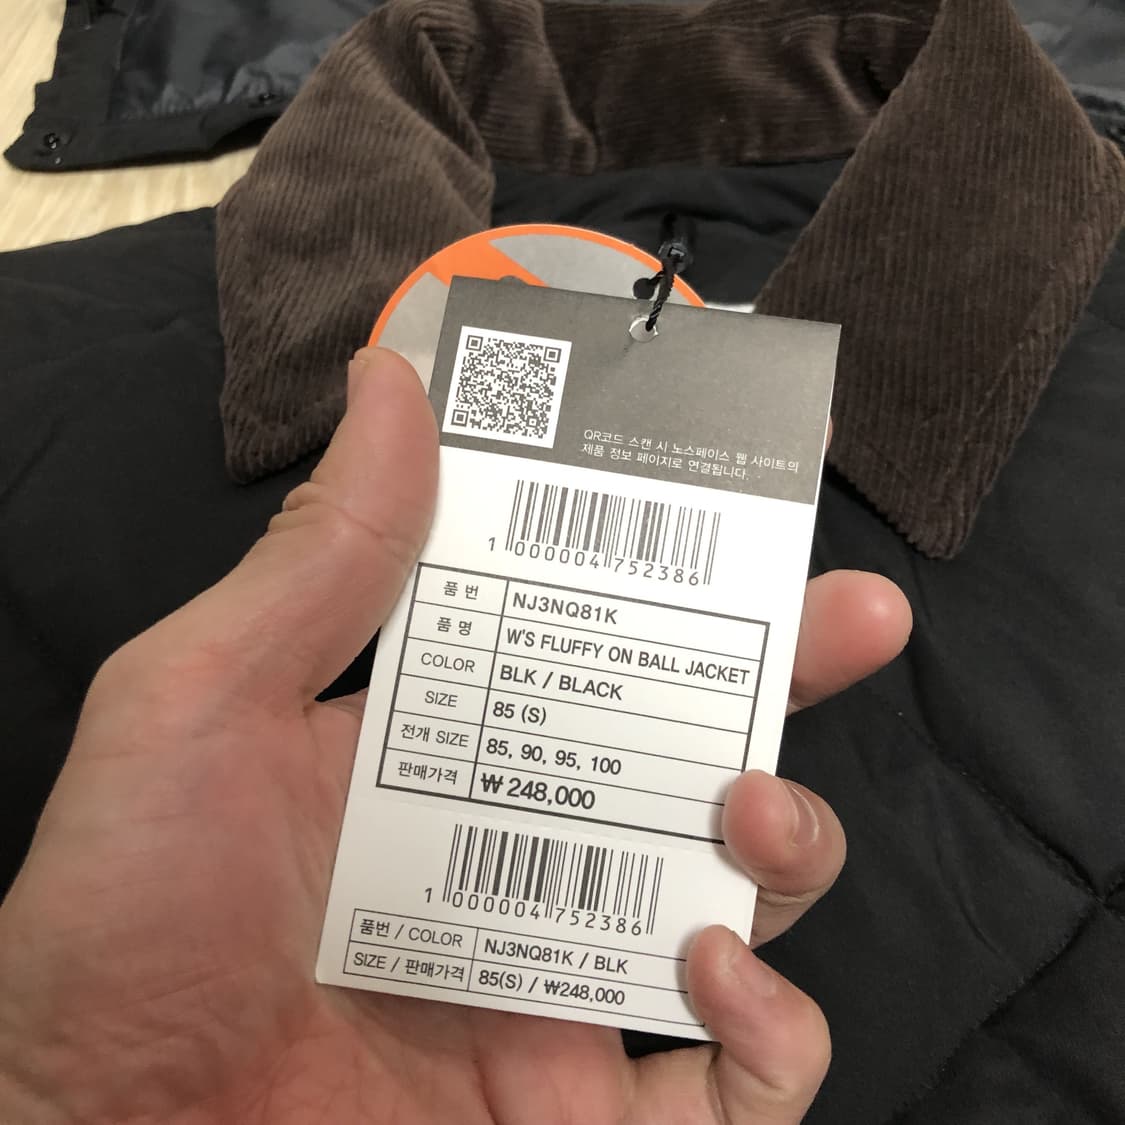 QR코드 스캔 시 노스페이스 웹 사이트의
제품 정보 페이지로 연결됩니다.
1 000004 752386
품 번 NJ3NQ81K
품 명 W'S FLUFFY ON BALL JACKET
COLOR BLK / BLACK
SIZE 85 (S)
전개 SIZE 85, 90, 95, 100
판매가격 ₩248,000
1 000004 752386
품번 / COLOR NJ3NQ81K / BLK
SIZE / 판매가격 85(S) / ₩248,000